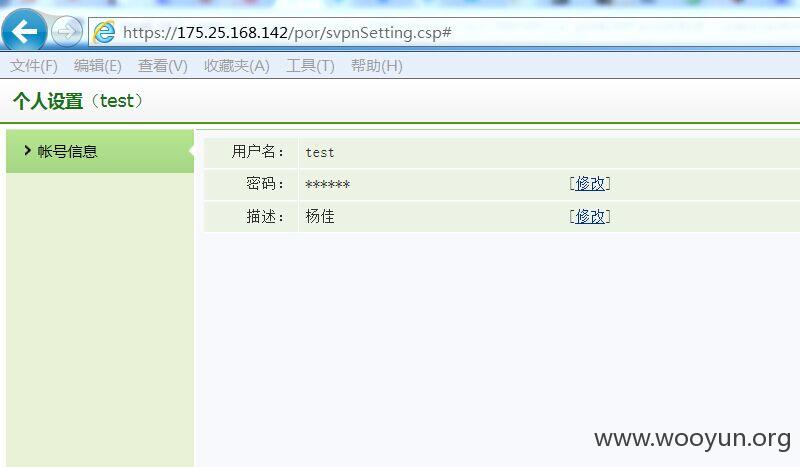 https://175.25.168.142/por/svpnSetting.csp#
文件(F) 编辑(E) 查看(V) 收藏夹(A) 工具(T) 帮助(H)
个人设置（test）
帐号信息
用户名： test
密码： ****** [修改]
描述： 杨佳 [修改]
www.wooyun.org